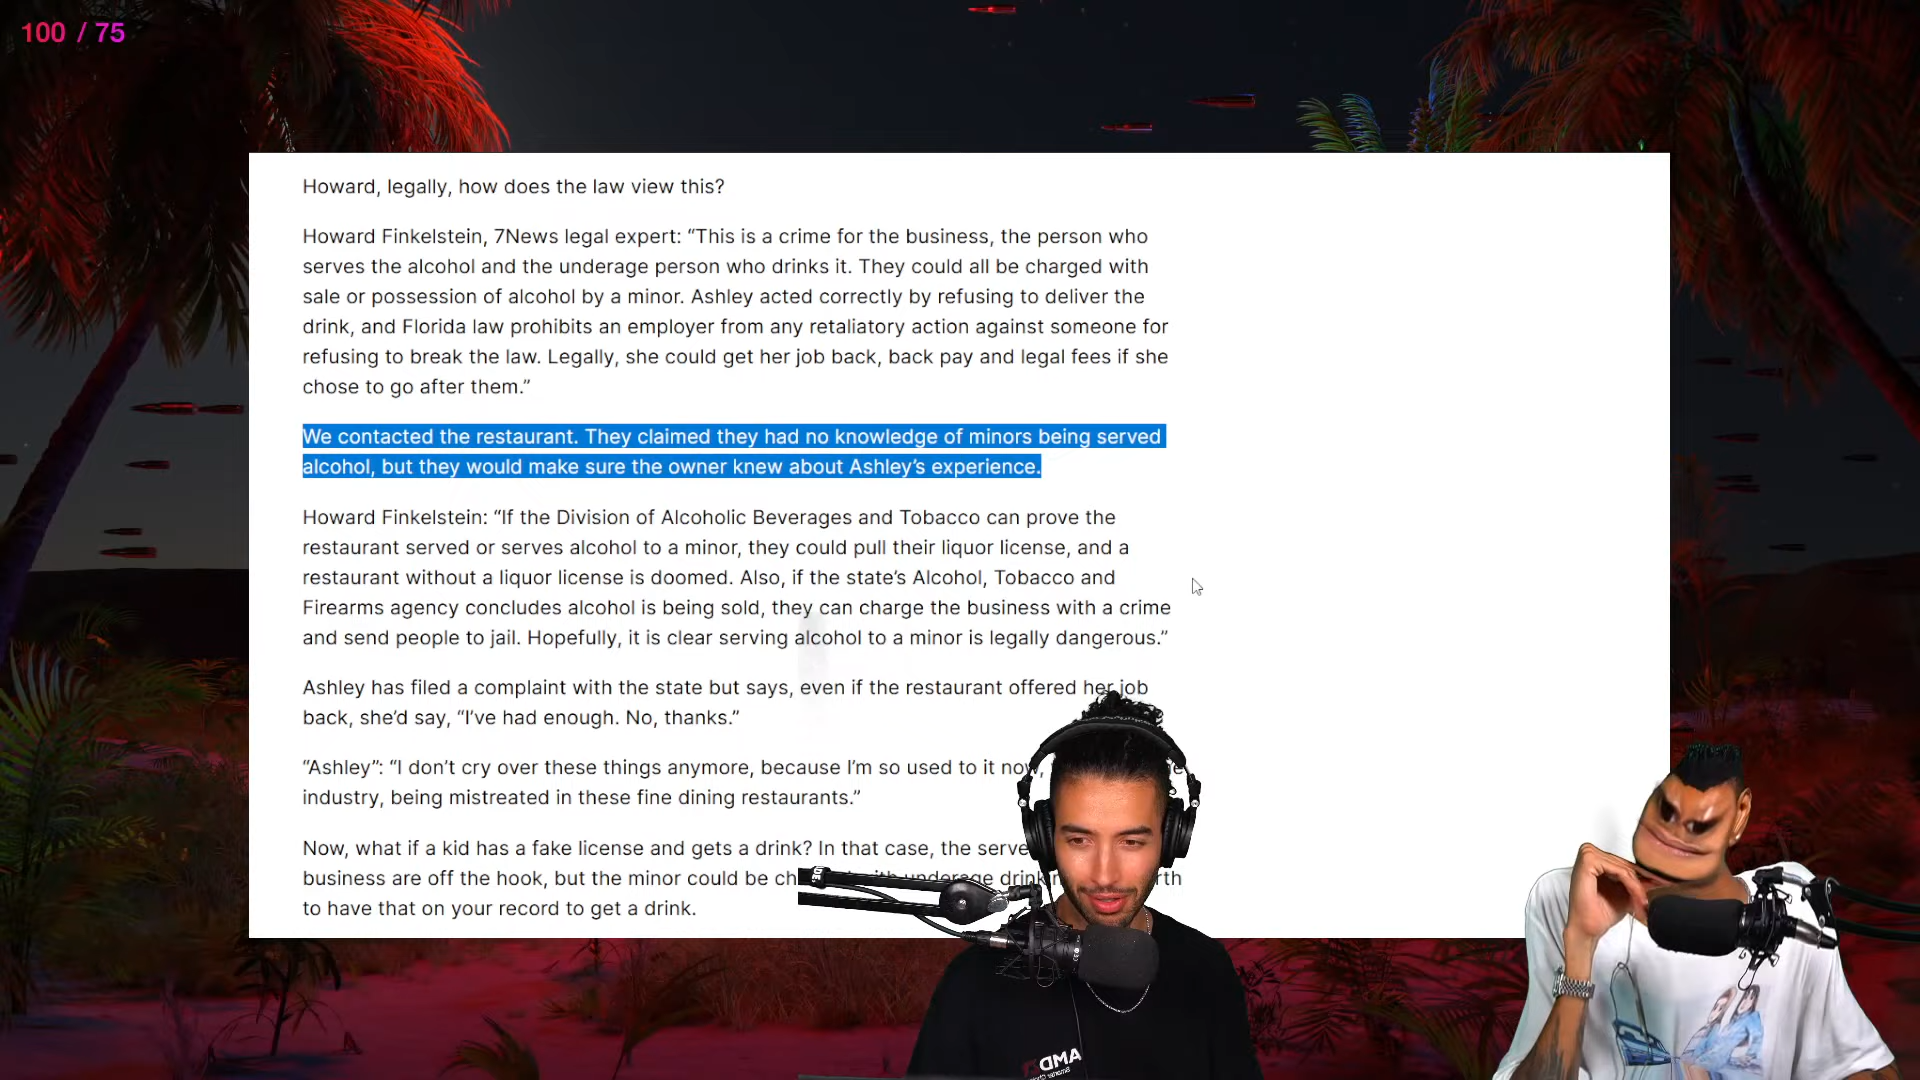 100 / 75
Howard, legally, how does the law view this?
Howard Finkelstein, 7News legal expert: “This is a crime for the business, the person who
serves the alcohol and the underage person who drinks it. They could all be charged with
sale or possession of alcohol by a minor. Ashley acted correctly by refusing to deliver the
drink, and Florida law prohibits an employer from any retaliatory action against someone for
refusing to break the law. Legally, she could get her job back, back pay and legal fees if she
chose to go after them.”
We contacted the restaurant. They claimed they had no knowledge of minors being served
alcohol, but they would make sure the owner knew about Ashley’s experience.
Howard Finkelstein: “If the Division of Alcoholic Beverages and Tobacco can prove the
restaurant served or serves alcohol to a minor, they could pull their liquor license, and a
restaurant without a liquor license is doomed. Also, if the state’s Alcohol, Tobacco and
Firearms agency concludes alcohol is being sold, they can charge the business with a crime
and send people to jail. Hopefully, it is clear serving alcohol to a minor is legally dangerous.”
Ashley has filed a complaint with the state but says, even if the restaurant offered her job
back, she’d say, “I’ve had enough. No, thanks.”
“Ashley”: “I don’t cry over these things anymore, because I’m so used to it now,
industry, being mistreated in these fine dining restaurants.”
Now, what if a kid has a fake license and gets a drink? In that case, the serve
business are off the hook, but the minor could be ch with underage drink rth
to have that on your record to get a drink.
AMD